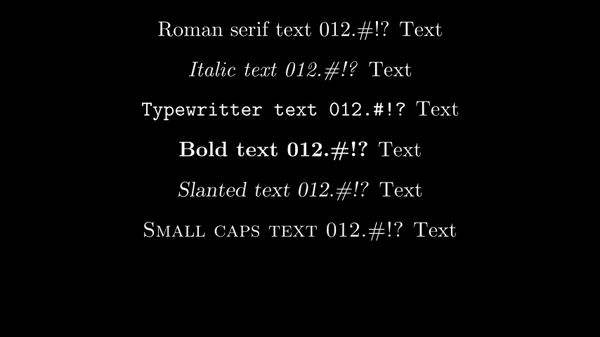 Roman serif text 012.#!? Text
Italic text 012.#!? Text
Typewritter text 012.#!? Text
Bold text 012.#!? Text
Slanted text 012.#!? Text
Small caps text 012.#!? Text